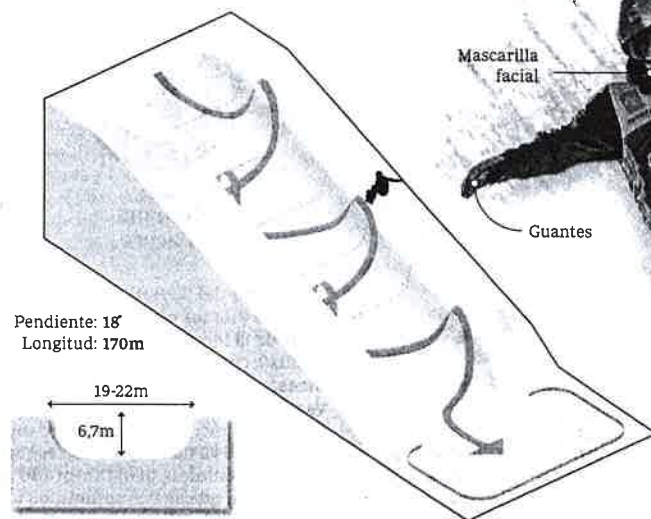 Mascarilla
facial
Guantes
Pendiente: 18°
Longitud: 170m
19-22m
6,7m